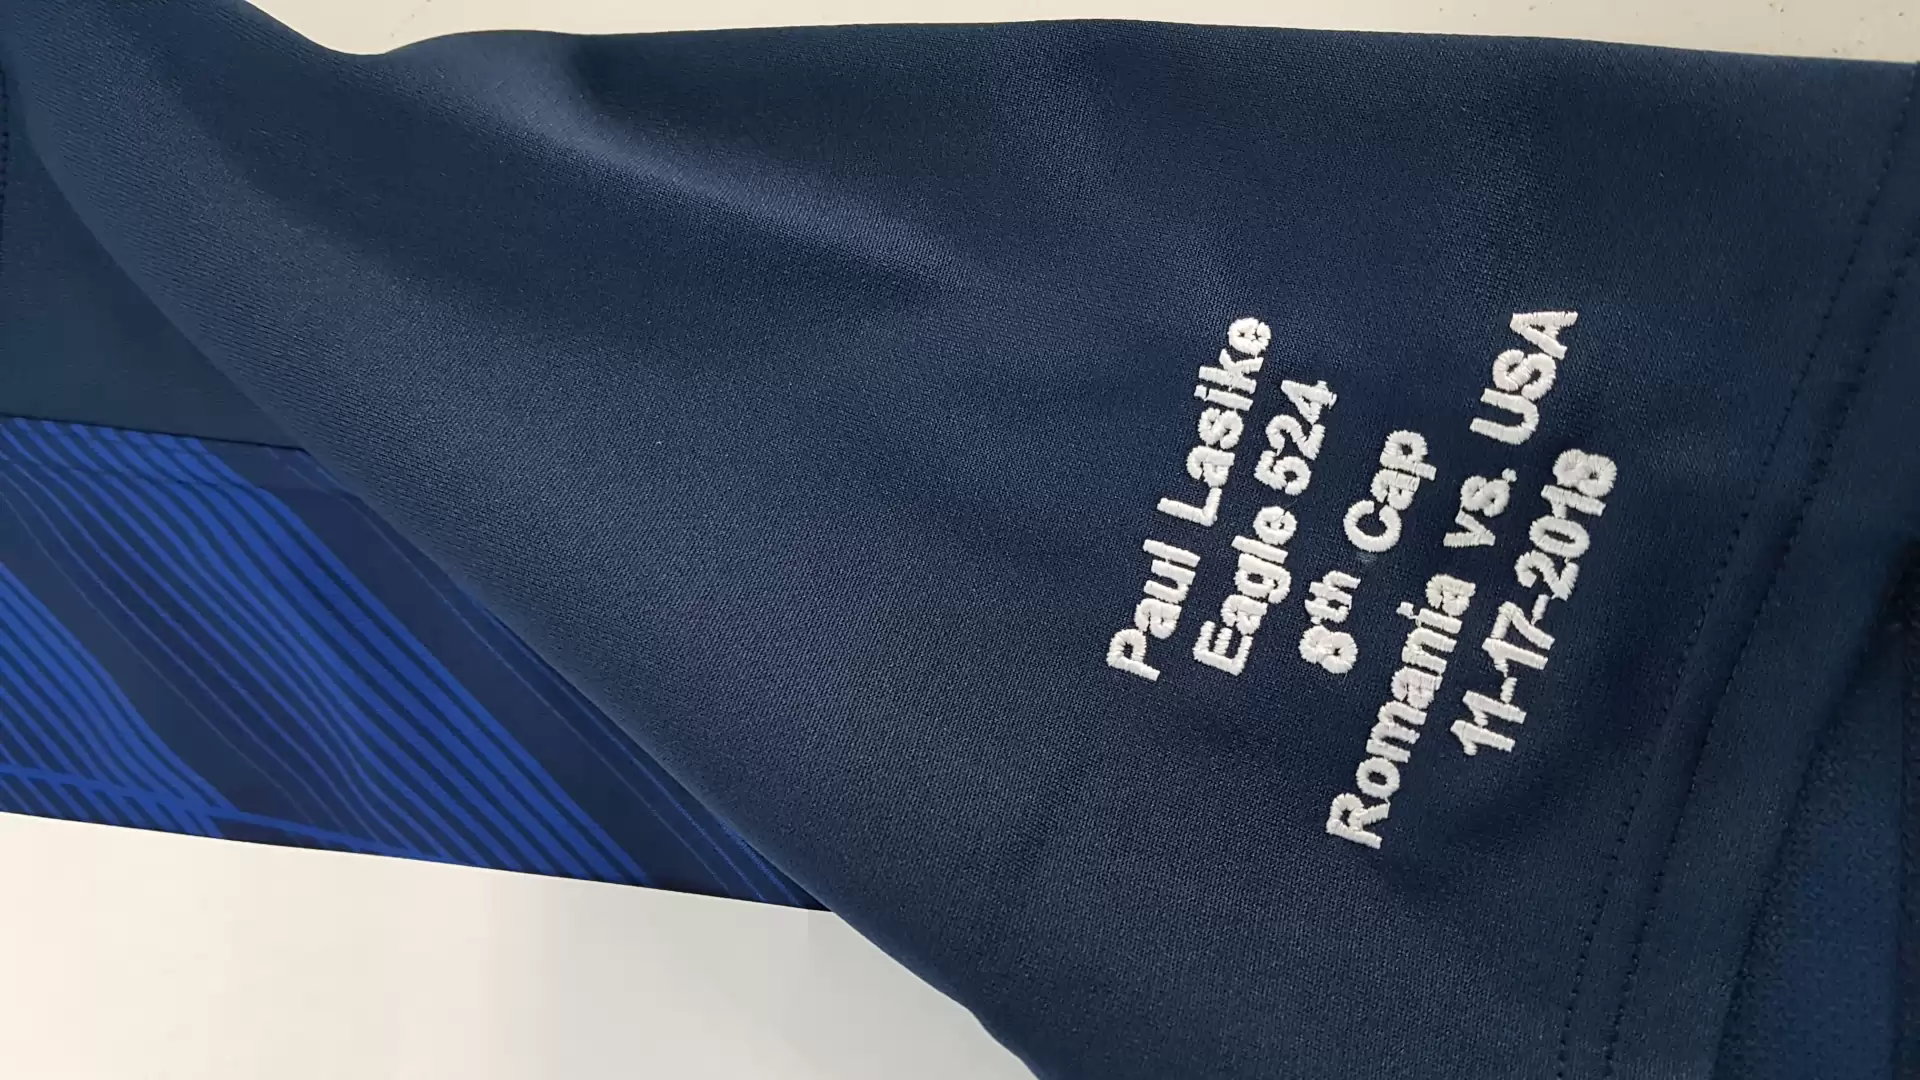 Paul Lasike
Eagle 524
8th Cap
Romania vs. USA
11-17-2018